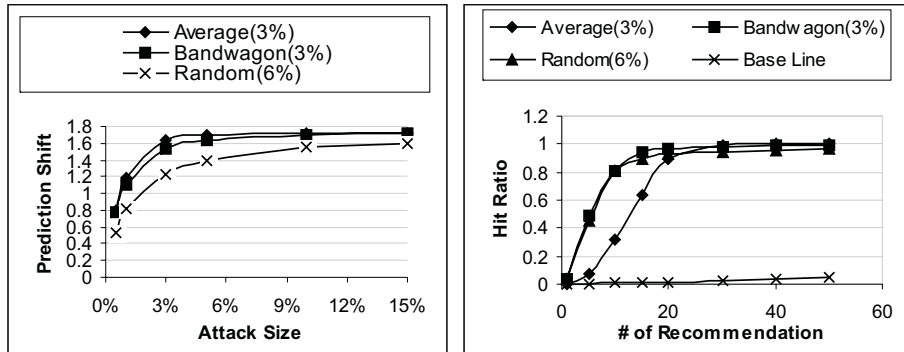 Average(3%)
Bandwagon(3%)
Random(6%)
Prediction Shift
1.8
1.6
1.4
1.2
1
0.8
0.6
0.4
0.2
0
0% 3% 6% 9% 12% 15%
Attack Size
Average(3%) Bandwagon(3%)
Random(6%) Base Line
Hit Ratio
1.2
1
0.8
0.6
0.4
0.2
0
0 20 40 60
# of Recommendation